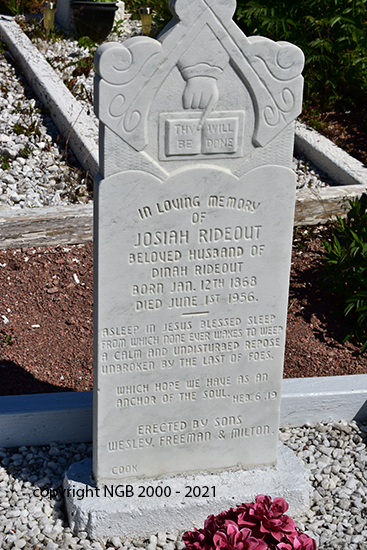 THY WILL
BE DONE
IN LOVING MEMORY
OF
JOSIAH RIDEOUT
BELOVED HUSBAND OF
DINAH RIDEOUT
BORN JAN. 12TH 1868
DIED JUNE 1ST 1956.
ASLEEP IN JESUS BLESSED SLEEP
FROM WHICH NONE EVER WAKES TO WEEP
A CALM AND UNDISTURBED REPOSE
UNBROKEN BY THE LAST OF FOES.
WHICH HOPE WE HAVE AS AN
ANCHOR OF THE SOUL. HEB. 6.19
ERECTED BY SONS
WESLEY, FREEMAN & MILTON.
COOK
copyright NGB 2000 - 2021